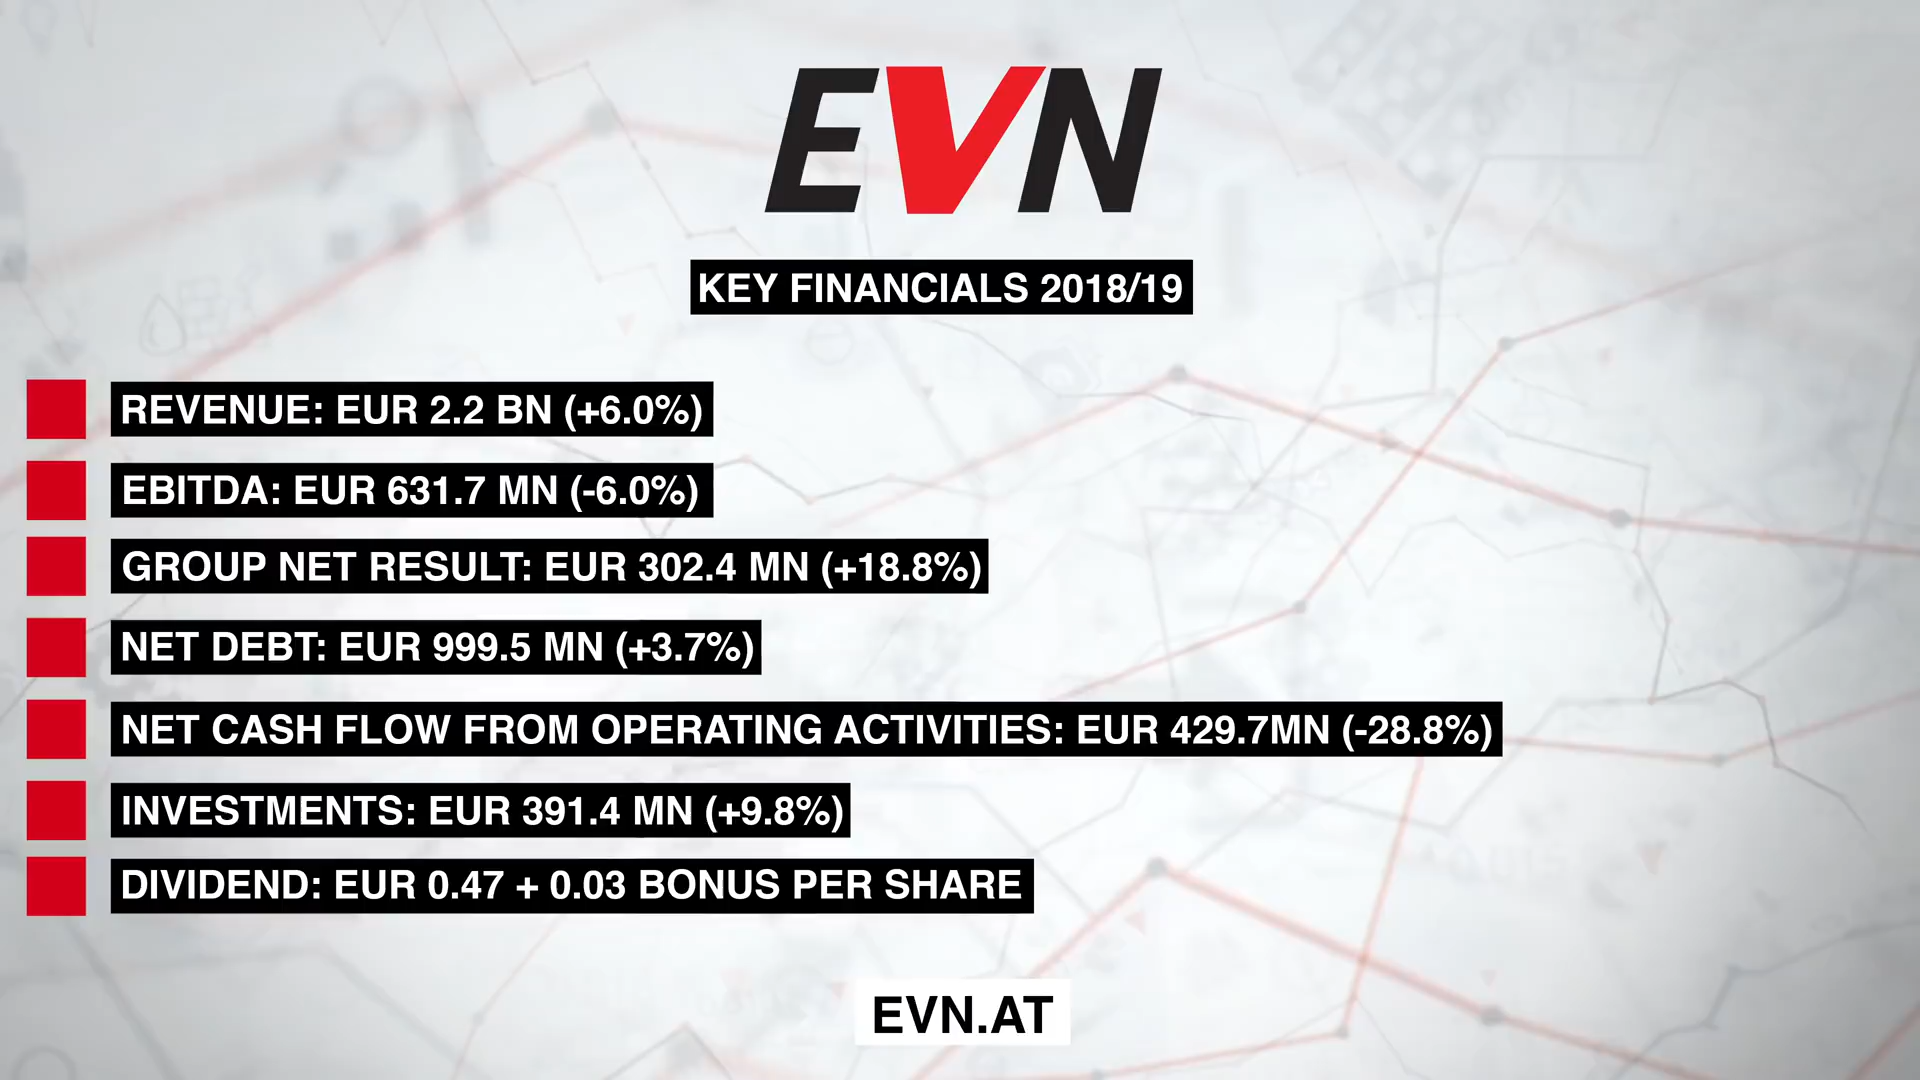 EVN
KEY FINANCIALS 2018/19
REVENUE: EUR 2.2 BN (+6.0%)
EBITDA: EUR 631.7 MN (-6.0%)
GROUP NET RESULT: EUR 302.4 MN (+18.8%)
NET DEBT: EUR 999.5 MN (+3.7%)
NET CASH FLOW FROM OPERATING ACTIVITIES: EUR 429.7MN (-28.8%)
INVESTMENTS: EUR 391.4 MN (+9.8%)
DIVIDEND: EUR 0.47 + 0.03 BONUS PER SHARE
EVN.AT